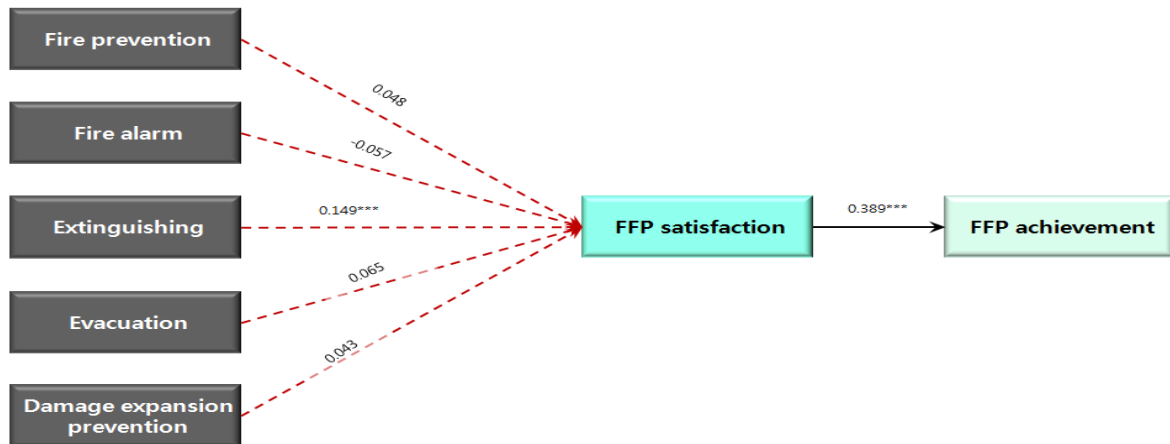 Fire prevention
0.048
Fire alarm
-0.057
Extinguishing
0.149***
FFP satisfaction
0.389***
FFP achievement
Evacuation
0.065
Damage expansion
prevention
0.043